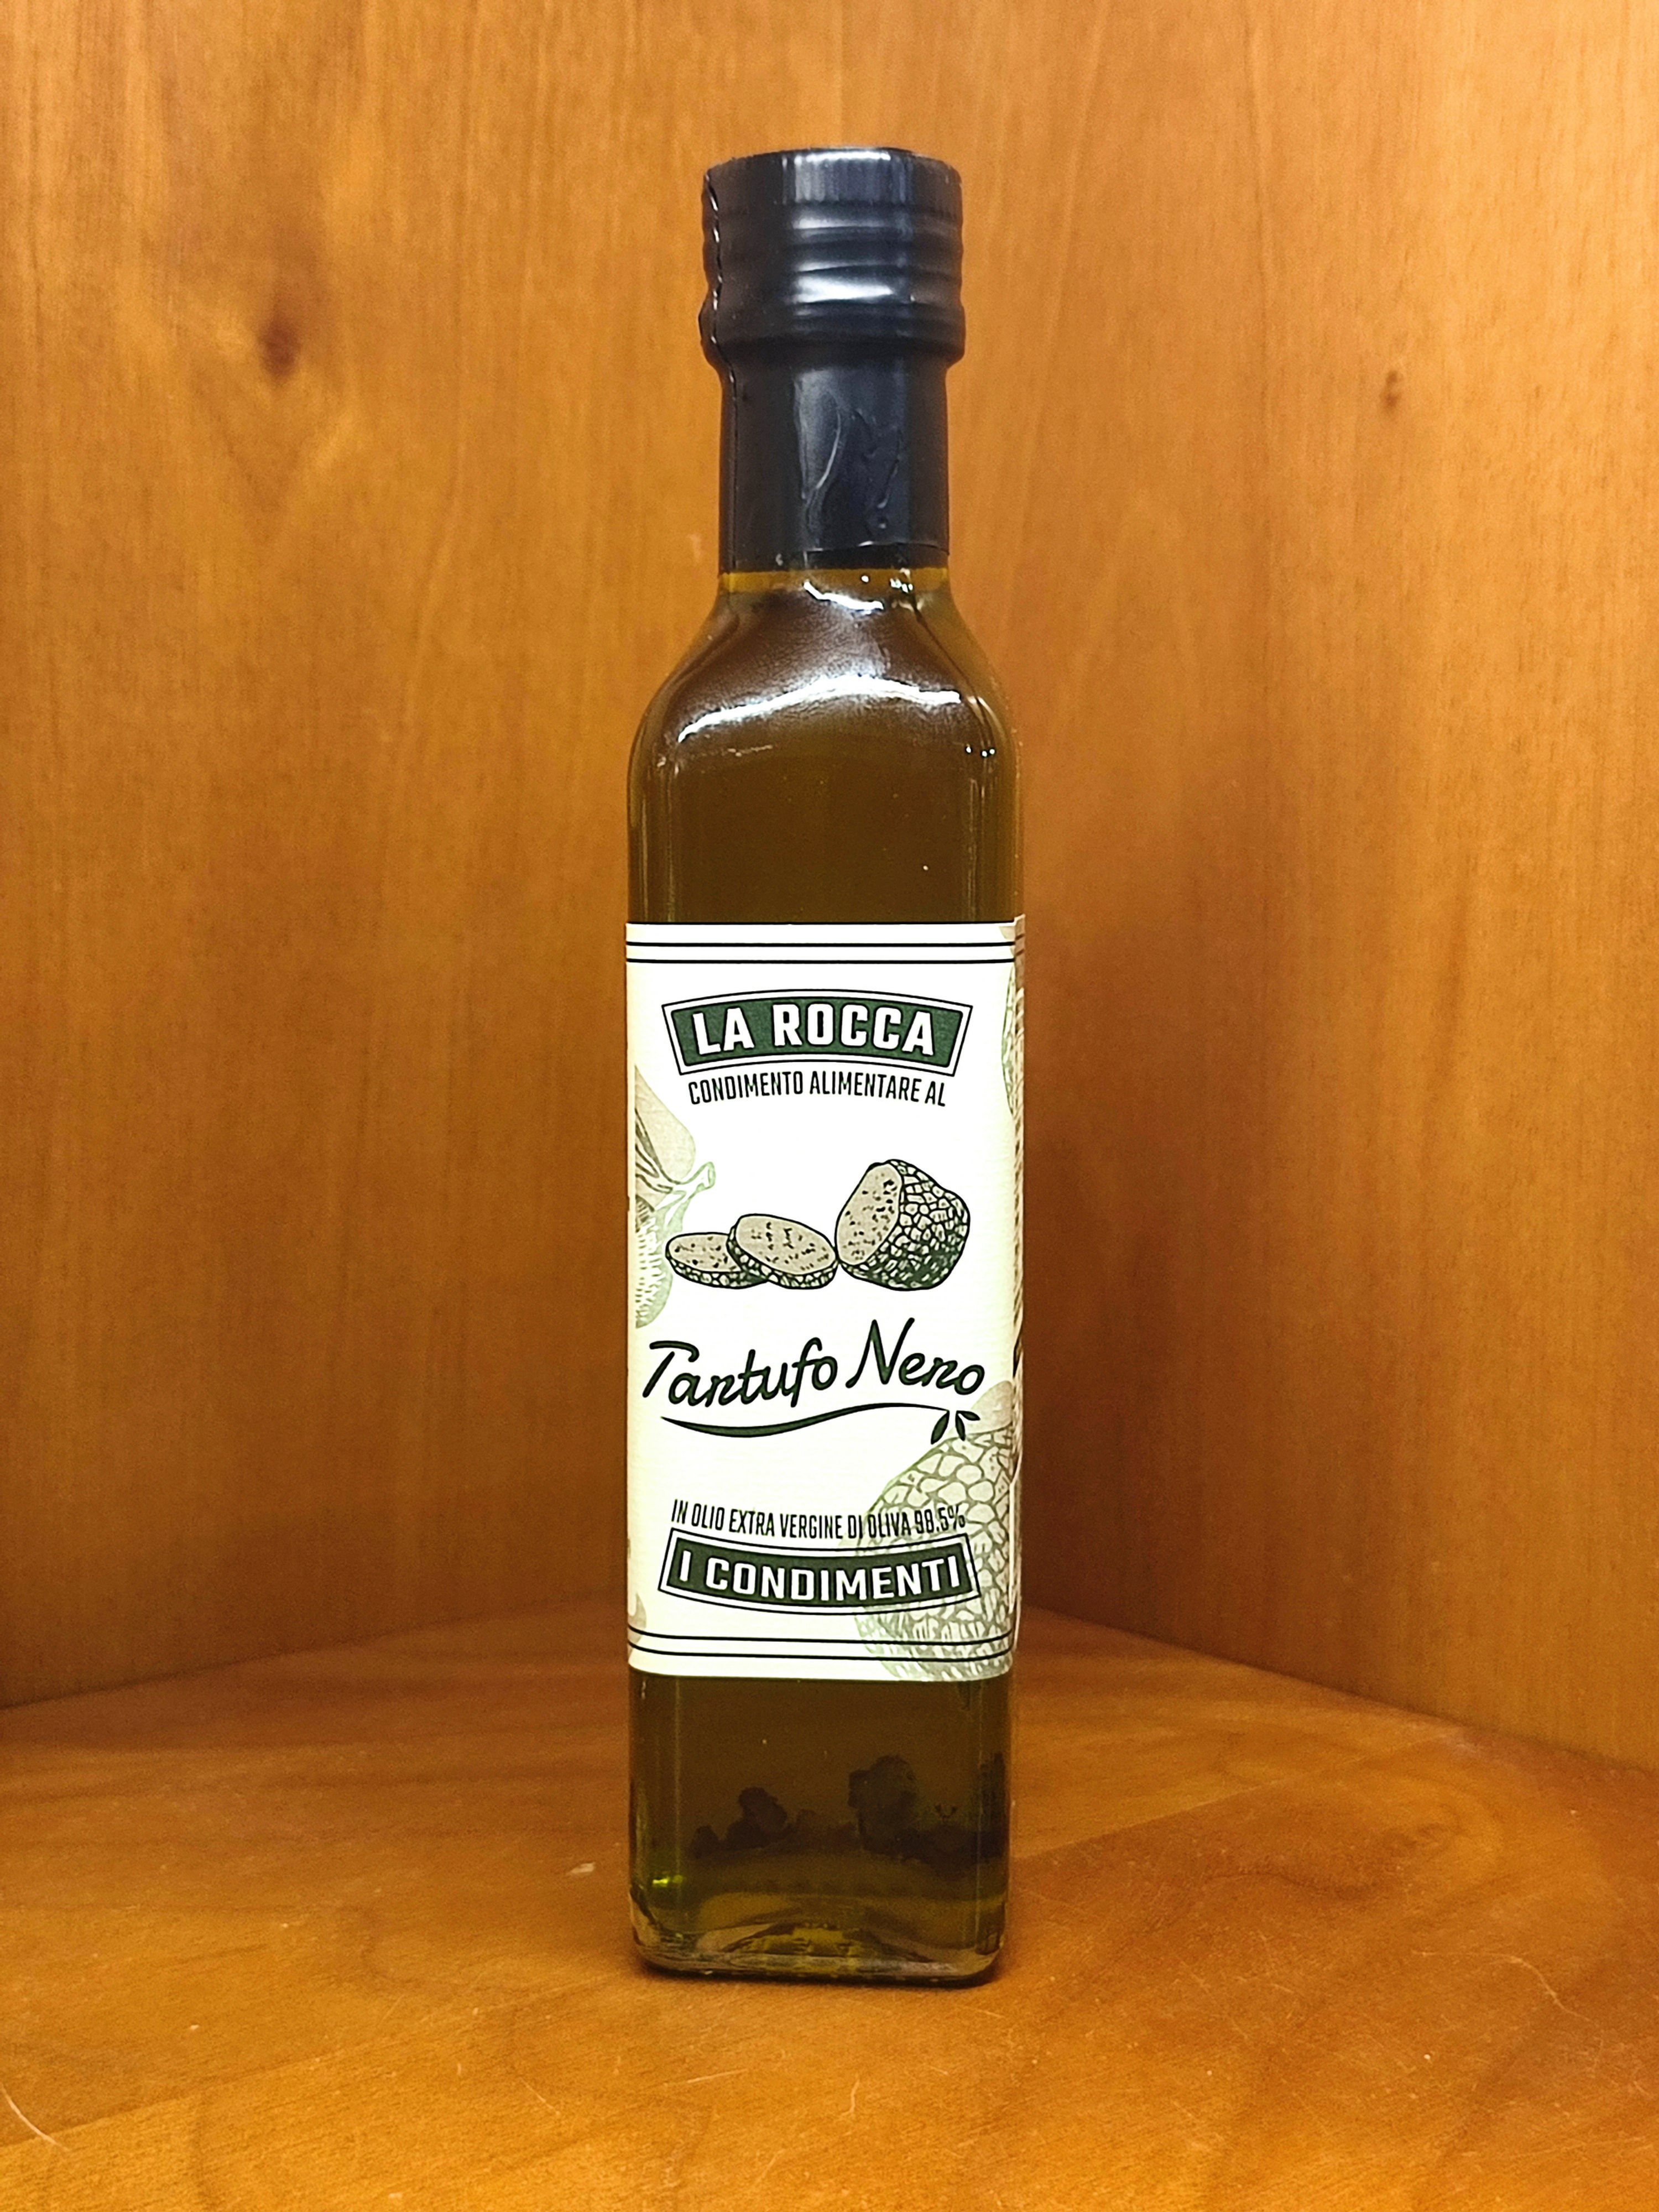 LA ROCCA
CONDIMENTO ALIMENTARE AL
Tartufo Nero
IN OLIO EXTRA VERGINE DI OLIVA 98.5%
I CONDIMENTI